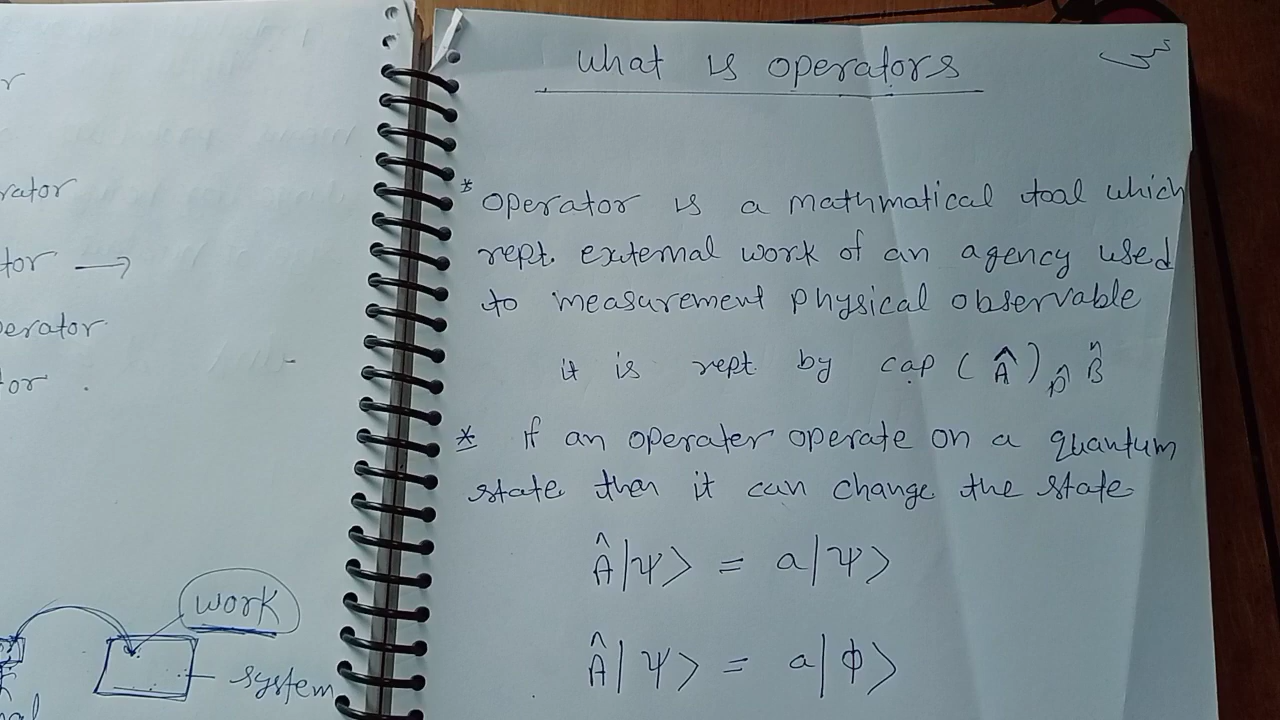 what is operators
* operator is a mathmatical tool which
rept. external work of an agency used
to measurement physical observable
it is rept by cap (Â), p̂ B̂
* if an operater operate on a quantum
state then it can change the state
Â|ψ> = a|ψ>
Â|ψ> = a|ϕ>
r
rator
tor →
erator
tor .
work
system
nal